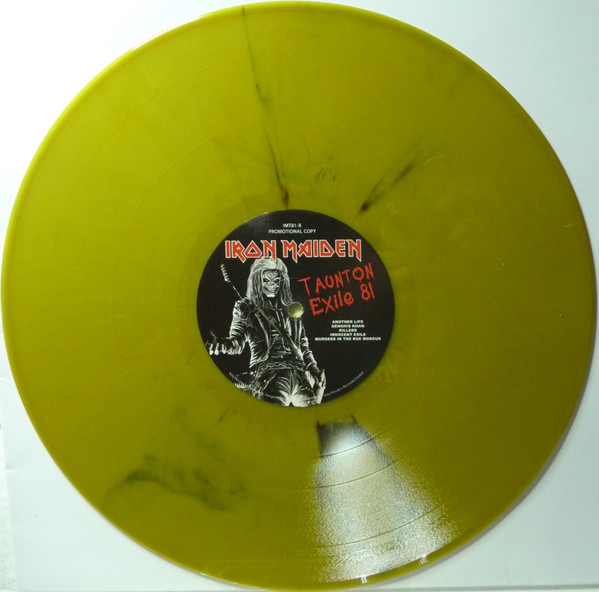 IMT81-B
PROMOTIONAL COPY
IRON MAIDEN
TAUNTON
EXILE 81
ANOTHER LIFE
GENGHIS KHAN
KILLERS
INNOCENT EXILE
MURDERS IN THE RUE MORGUE